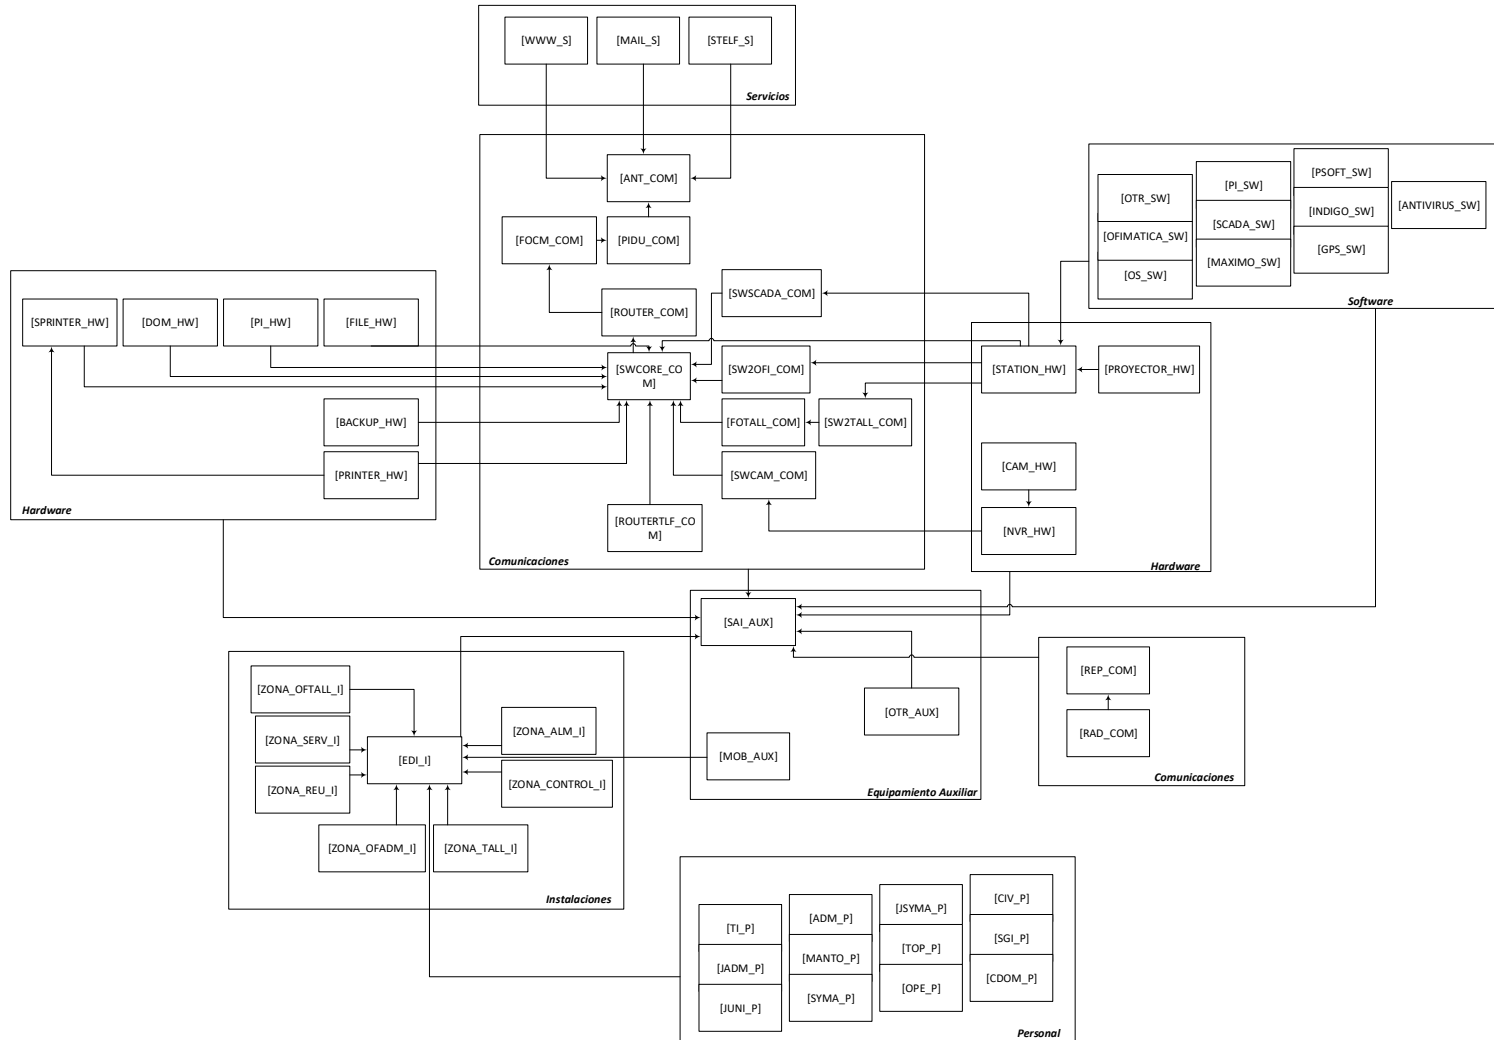 [WWW_S]
[MAIL_S]
[STELF_S]
Servicios
[ANT_COM]
[FOCM_COM]
[PIDU_COM]
[SWSCADA_COM]
[ROUTER_COM]
[SWCORE_CO
M]
[SW2OFI_COM]
[FOTALL_COM]
[SW2TALL_COM]
[SWCAM_COM]
[ROUTERTLF_CO
M]
Comunicaciones
[OTR_SW]
[OFIMATICA_SW]
[OS_SW]
[PI_SW]
[SCADA_SW]
[MAXIMO_SW]
[PSOFT_SW]
[INDIGO_SW]
[GPS_SW]
[ANTIVIRUS_SW]
Software
[SPRINTER_HW]
[DOM_HW]
[PI_HW]
[FILE_HW]
[BACKUP_HW]
[PRINTER_HW]
Hardware
[STATION_HW]
[PROYECTOR_HW]
[CAM_HW]
[NVR_HW]
Hardware
[SAI_AUX]
[OTR_AUX]
[MOB_AUX]
Equipamiento Auxiliar
[REP_COM]
[RAD_COM]
Comunicaciones
[ZONA_OFTALL_I]
[ZONA_SERV_I]
[ZONA_REU_I]
[EDI_I]
[ZONA_ALM_I]
[ZONA_CONTROL_I]
[ZONA_OFADM_I]
[ZONA_TALL_I]
Instalaciones
[TI_P]
[JADM_P]
[JUNI_P]
[ADM_P]
[MANTO_P]
[SYMA_P]
[JSYMA_P]
[TOP_P]
[OPE_P]
[CIV_P]
[SGI_P]
[CDOM_P]
Personal